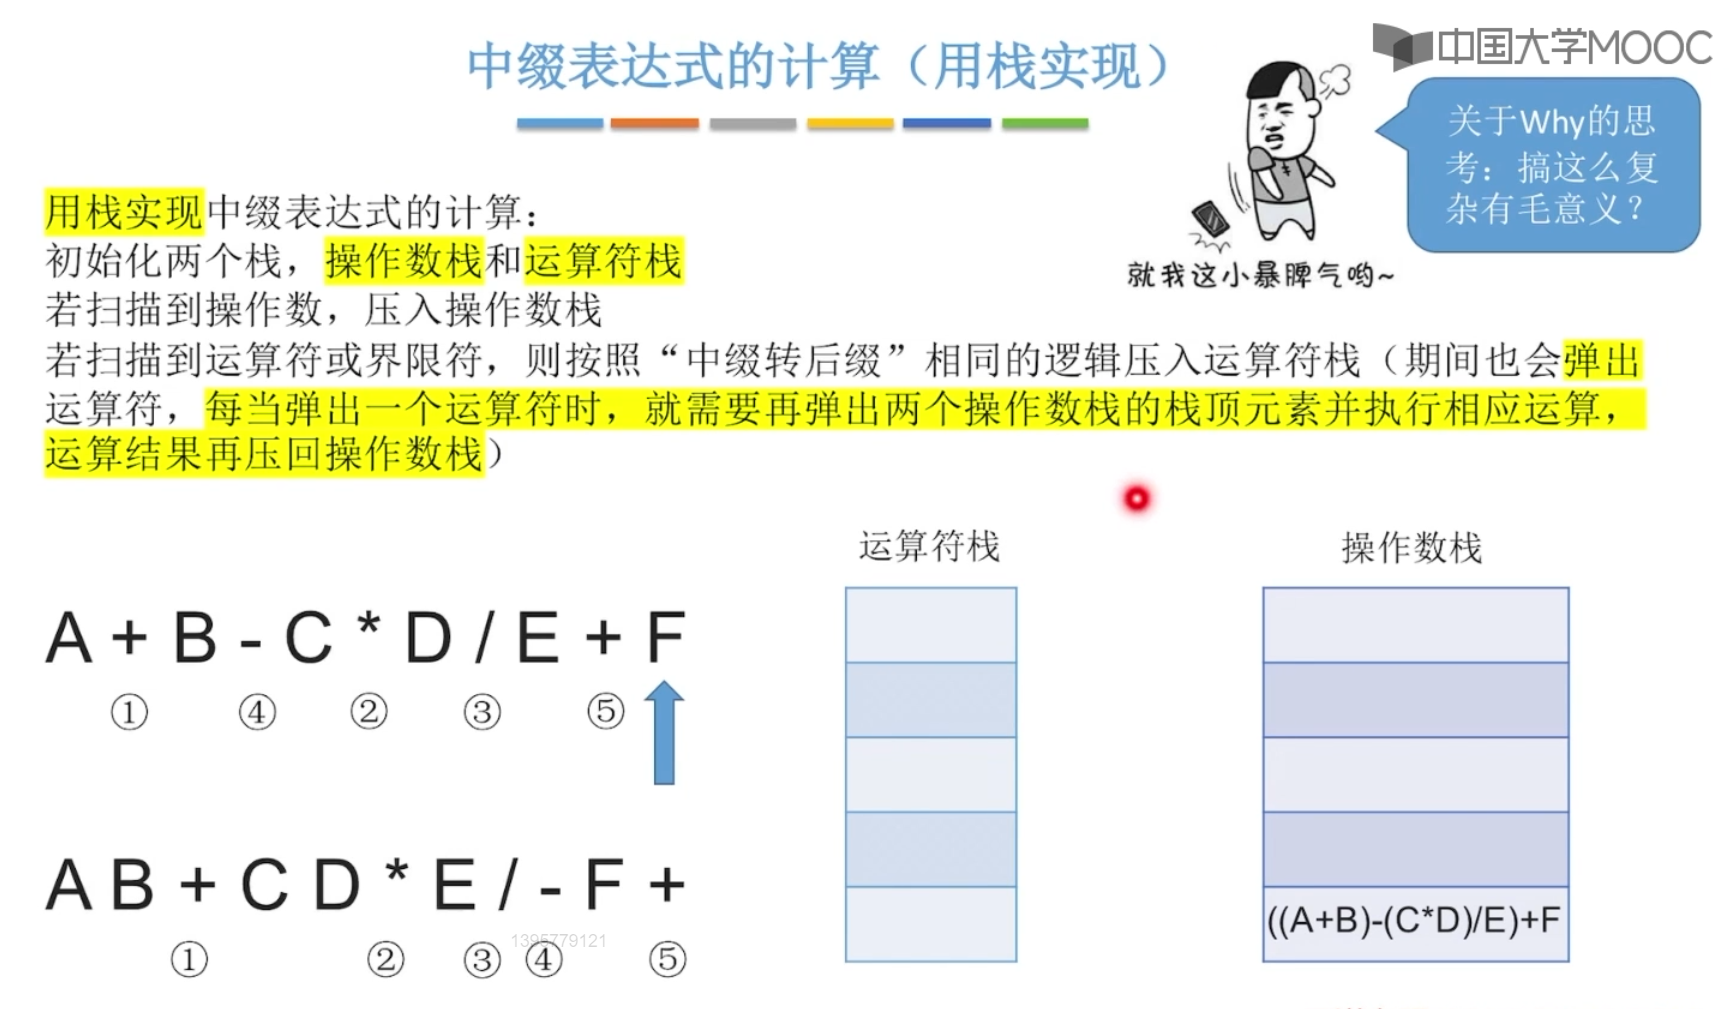 中国大学MOOC
中缀表达式的计算（用栈实现）
关于Why的思
考：搞这么复
杂有毛意义？
就我这小暴脾气哟~
用栈实现中缀表达式的计算：
初始化两个栈，操作数栈和运算符栈
若扫描到操作数，压入操作数栈
若扫描到运算符或界限符，则按照“中缀转后缀”相同的逻辑压入运算符栈（期间也会弹出
运算符，每当弹出一个运算符时，就需要再弹出两个操作数栈的栈顶元素并执行相应运算，
运算结果再压回操作数栈）
运算符栈
操作数栈
A + B - C * D / E + F
① ④ ② ③ ⑤
A B + C D * E / - F +
① ② ③ ④ ⑤
((A+B)-(C*D)/E)+F
1395779121